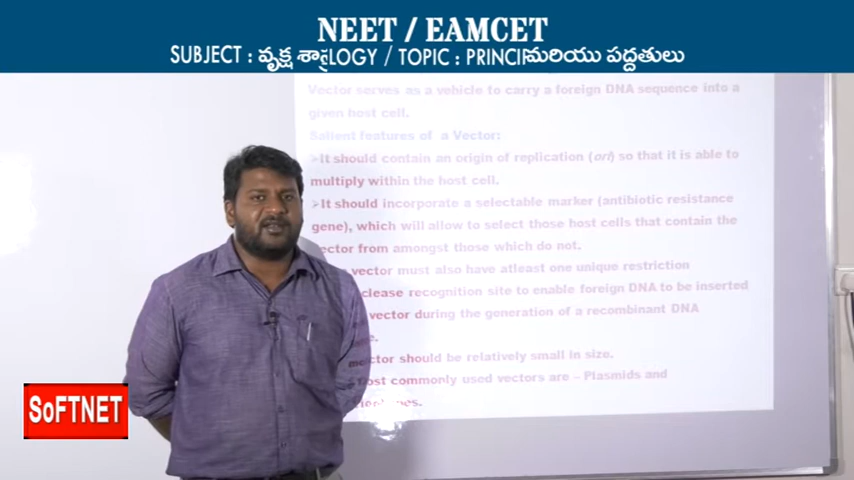 NEET / EAMCET
SUBJECT : వృక్ష శాస్త్రం LOGY / TOPIC : PRINCIP మరియు పద్దతులు
Vector serves as a vehicle to carry a foreign DNA sequence into a
given host cell.
Salient features of a Vector:
➢It should contain an origin of replication (ori) so that it is able to
multiply within the host cell.
➢It should incorporate a selectable marker (antibiotic resistance
gene), which will allow to select those host cells that contain the
vector from amongst those which do not.
vector must also have atleast one unique restriction
clease recognition site to enable foreign DNA to be inserted
vector during the generation of a recombinant DNA
ctor should be relatively small in size.
ost commonly used vectors are – Plasmids and
SoFTNET